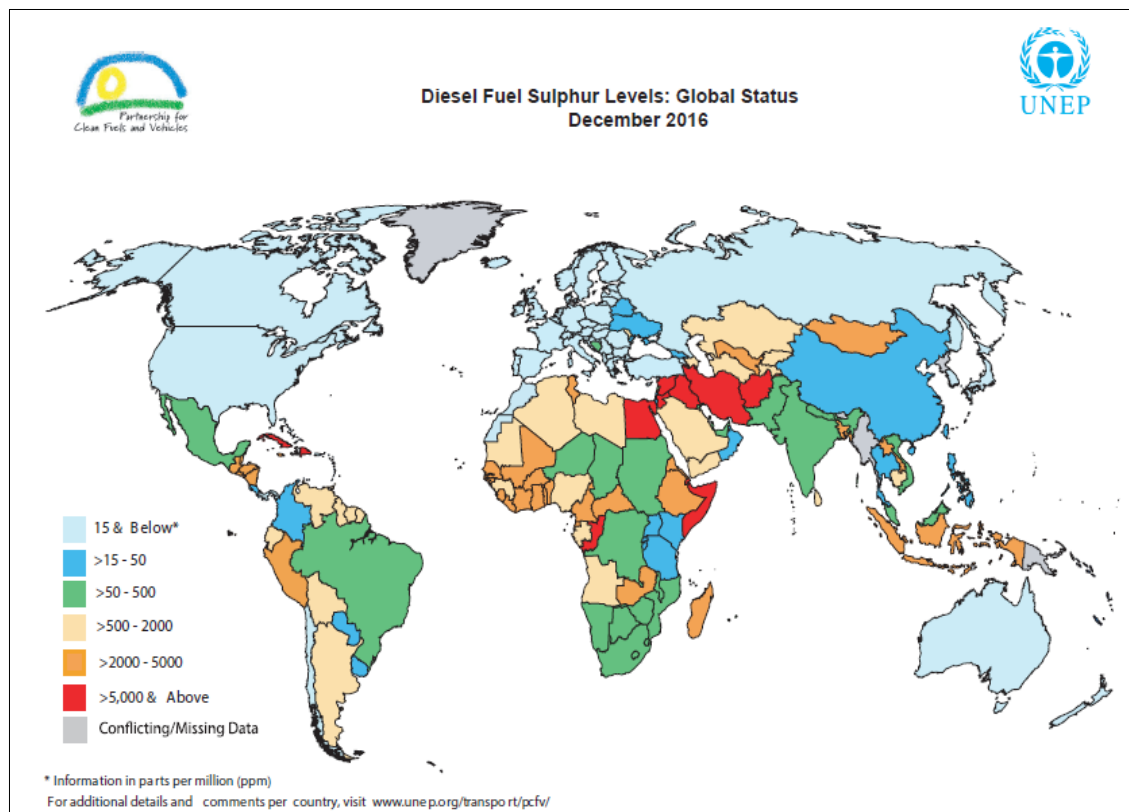 Partnership for
Clean Fuels and Vehicles
UNEP
Diesel Fuel Sulphur Levels: Global Status
December 2016
15 & Below*
>15 - 50
>50 - 500
>500 - 2000
>2000 - 5000
>5,000 & Above
Conflicting/Missing Data
* Information in parts per million (ppm)
For additional details and comments per country, visit www.unep.org/transport/pcfv/